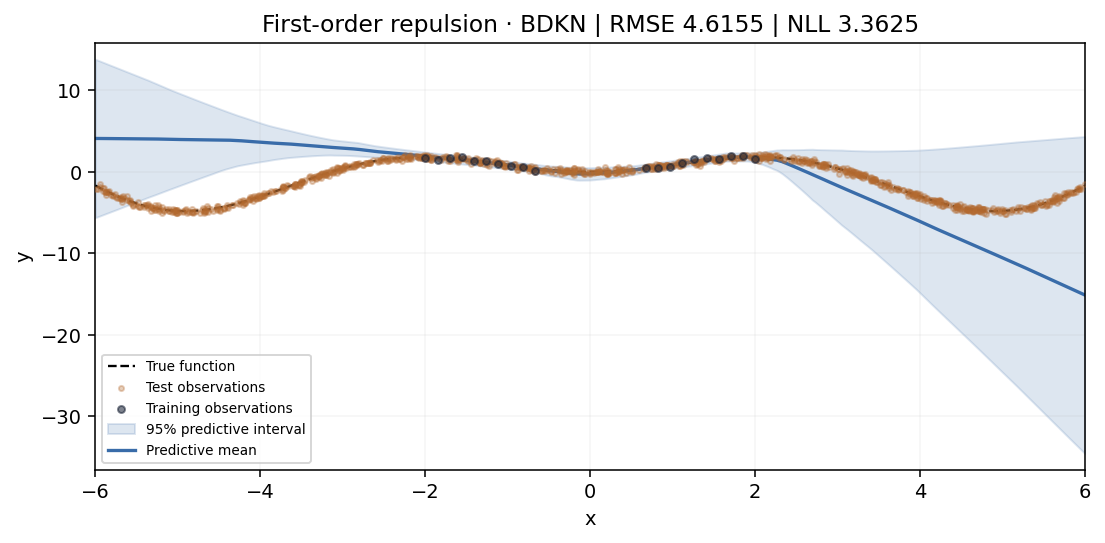 First-order repulsion · BDKN | RMSE 4.6155 | NLL 3.3625
y
10
0
−10
−20
−30
True function
Test observations
Training observations
95% predictive interval
Predictive mean
−6 −4 −2 0 2 4 6
x